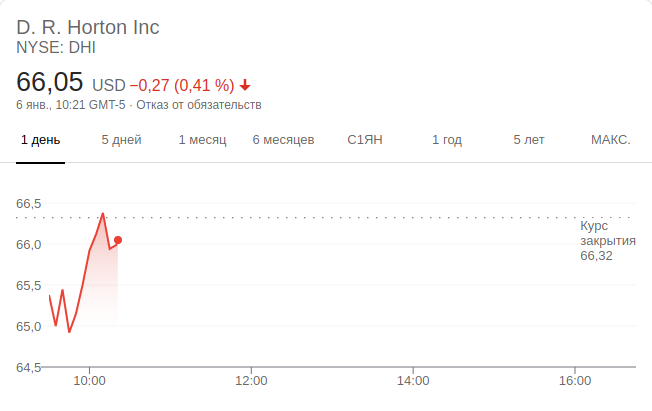 D. R. Horton Inc
NYSE: DHI
66,05 USD −0,27 (0,41 %)
6 янв., 10:21 GMT-5 · Отказ от обязательств
1 день 5 дней 1 месяц 6 месяцев С1ЯН 1 год 5 лет МАКС.
66,5
Курс
закрытия
66,32
66,0
65,5
65,0
64,5
10:00 12:00 14:00 16:00